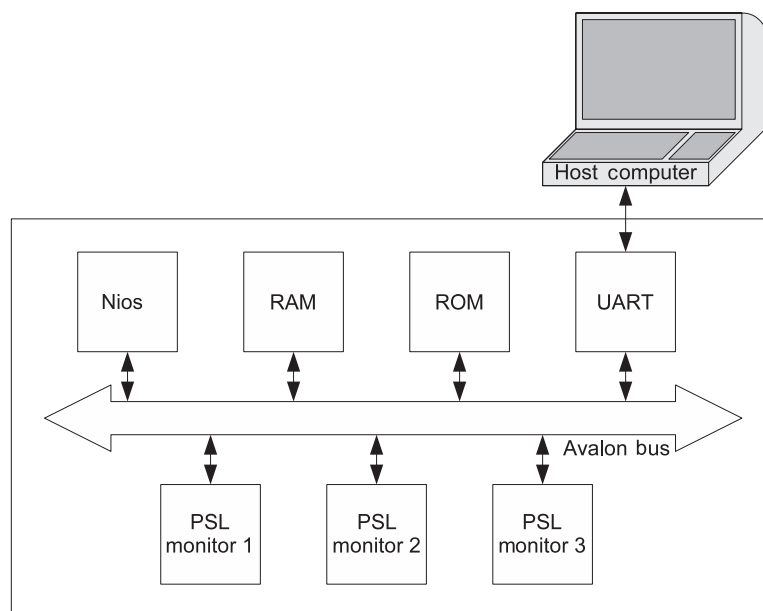 Host computer
Nios
RAM
ROM
UART
Avalon bus
PSL
monitor 1
PSL
monitor 2
PSL
monitor 3